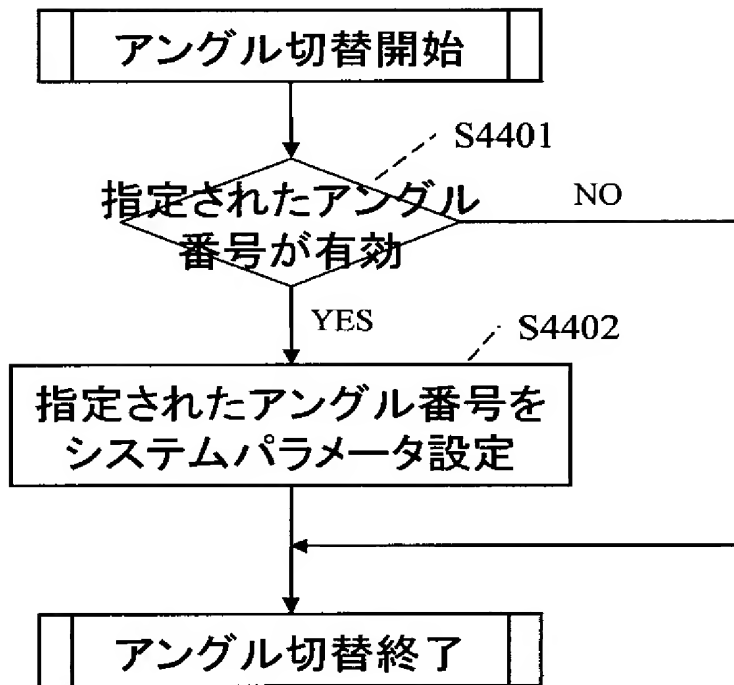 アングル切替開始
S4401
指定されたアングル
番号が有効
NO
YES
S4402
指定されたアングル番号を
システムパラメータ設定
アングル切替終了